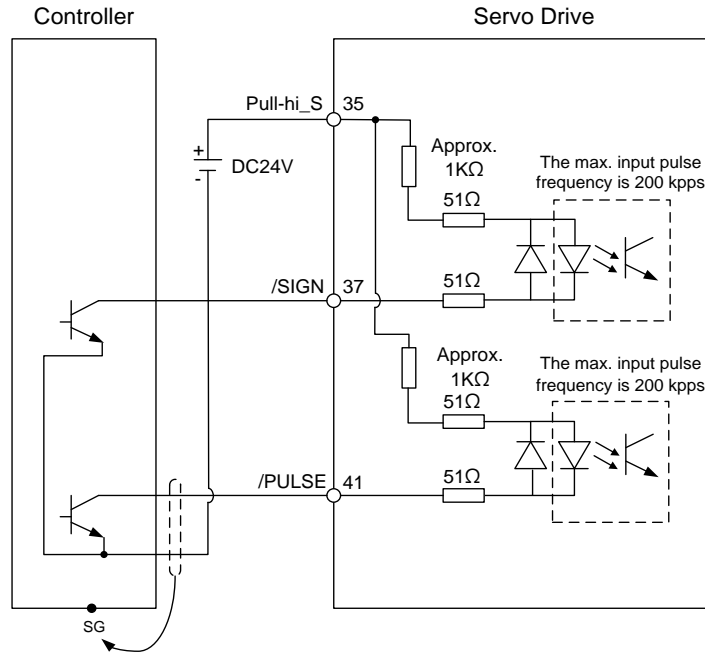 Controller
Servo Drive
Pull-hi_S
35
+
-
DC24V
Approx.
1KΩ
51Ω
The max. input pulse
frequency is 200 kpps
/SIGN
37
51Ω
Approx.
1KΩ
51Ω
The max. input pulse
frequency is 200 kpps
/PULSE
41
51Ω
SG